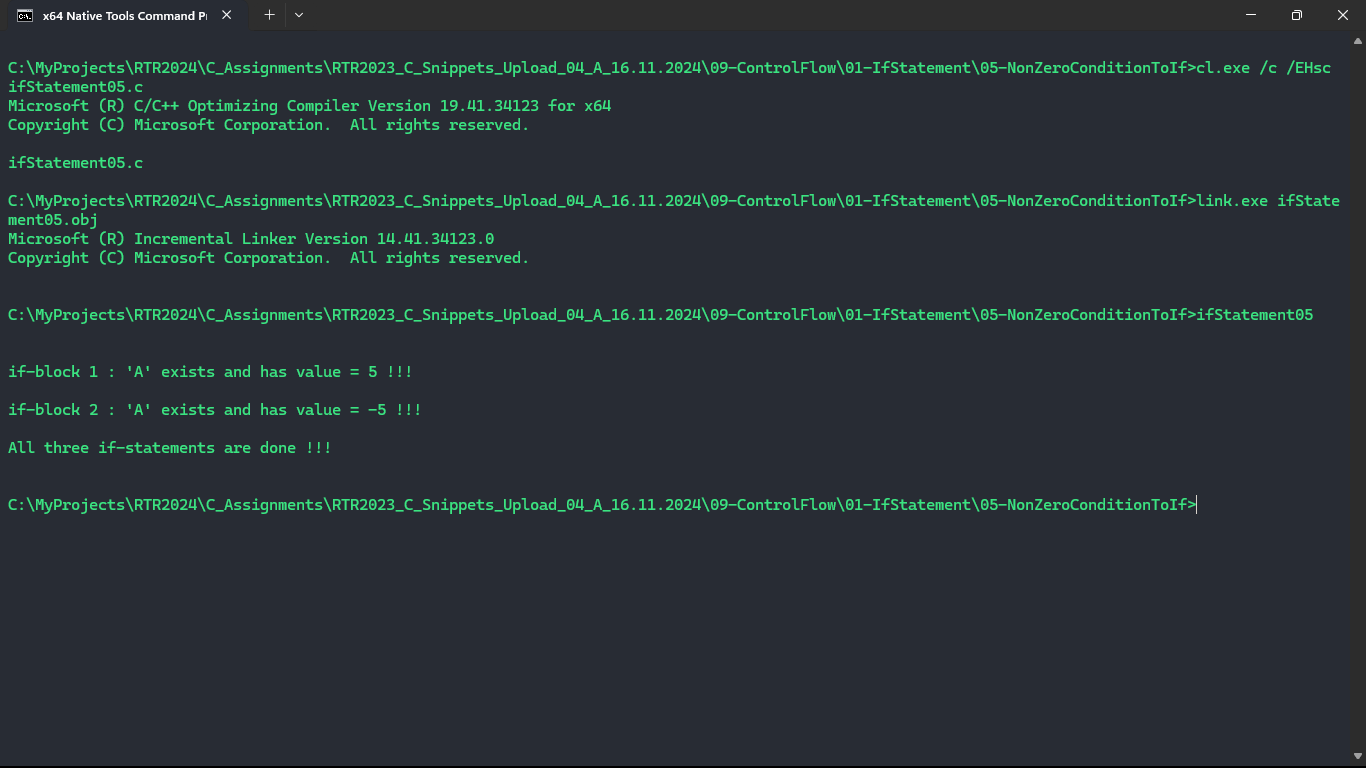 x64 Native Tools Command Pr
C:\MyProjects\RTR2024\C_Assignments\RTR2023_C_Snippets_Upload_04_A_16.11.2024\09-ControlFlow\01-IfStatement\05-NonZeroConditionToIf>cl.exe /c /EHsc
ifStatement05.c
Microsoft (R) C/C++ Optimizing Compiler Version 19.41.34123 for x64
Copyright (C) Microsoft Corporation.  All rights reserved.
ifStatement05.c
C:\MyProjects\RTR2024\C_Assignments\RTR2023_C_Snippets_Upload_04_A_16.11.2024\09-ControlFlow\01-IfStatement\05-NonZeroConditionToIf>link.exe ifState
ment05.obj
Microsoft (R) Incremental Linker Version 14.41.34123.0
Copyright (C) Microsoft Corporation.  All rights reserved.
C:\MyProjects\RTR2024\C_Assignments\RTR2023_C_Snippets_Upload_04_A_16.11.2024\09-ControlFlow\01-IfStatement\05-NonZeroConditionToIf>ifStatement05
if-block 1 : 'A' exists and has value = 5 !!!
if-block 2 : 'A' exists and has value = -5 !!!
All three if-statements are done !!!
C:\MyProjects\RTR2024\C_Assignments\RTR2023_C_Snippets_Upload_04_A_16.11.2024\09-ControlFlow\01-IfStatement\05-NonZeroConditionToIf>